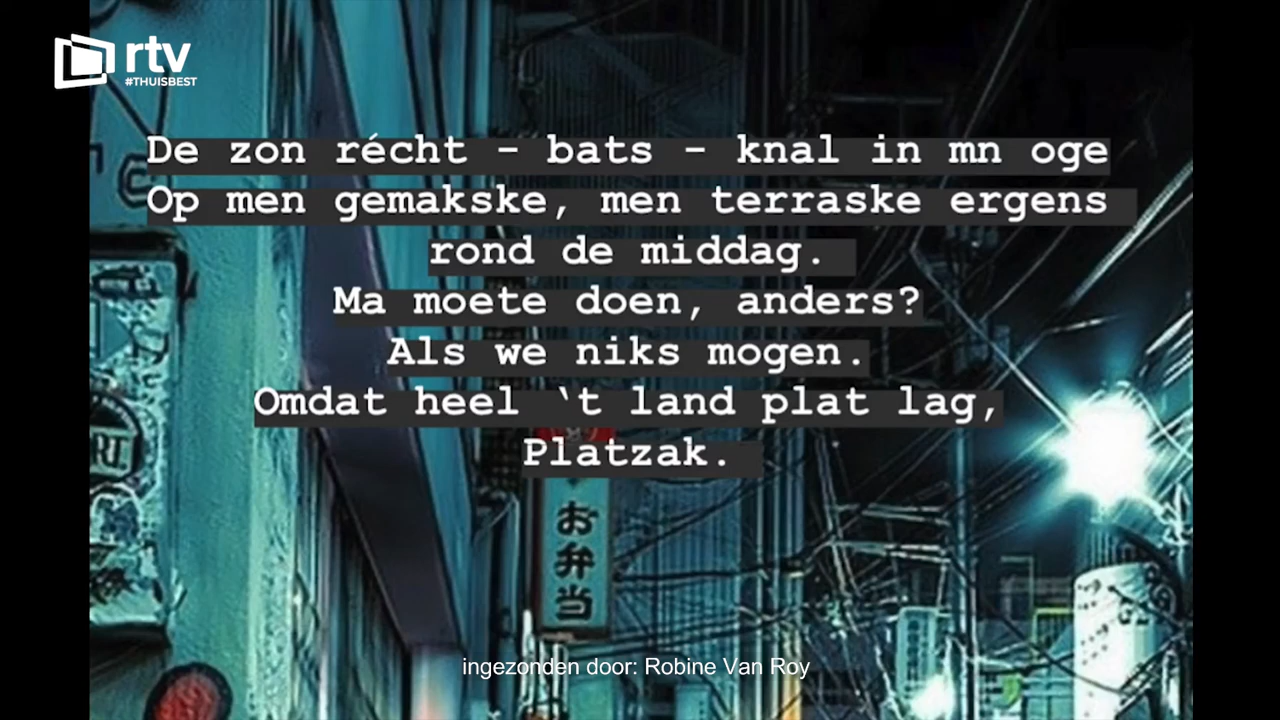 rtv
#THUISBEST
De zon récht - bats - knal in mn oge
Op men gemakske, men terraske ergens
rond de middag.
Ma moete doen, anders?
Als we niks mogen.
Omdat heel ‘t land plat lag,
Platzak.
お弁当
ingezonden door: Robine Van Roy